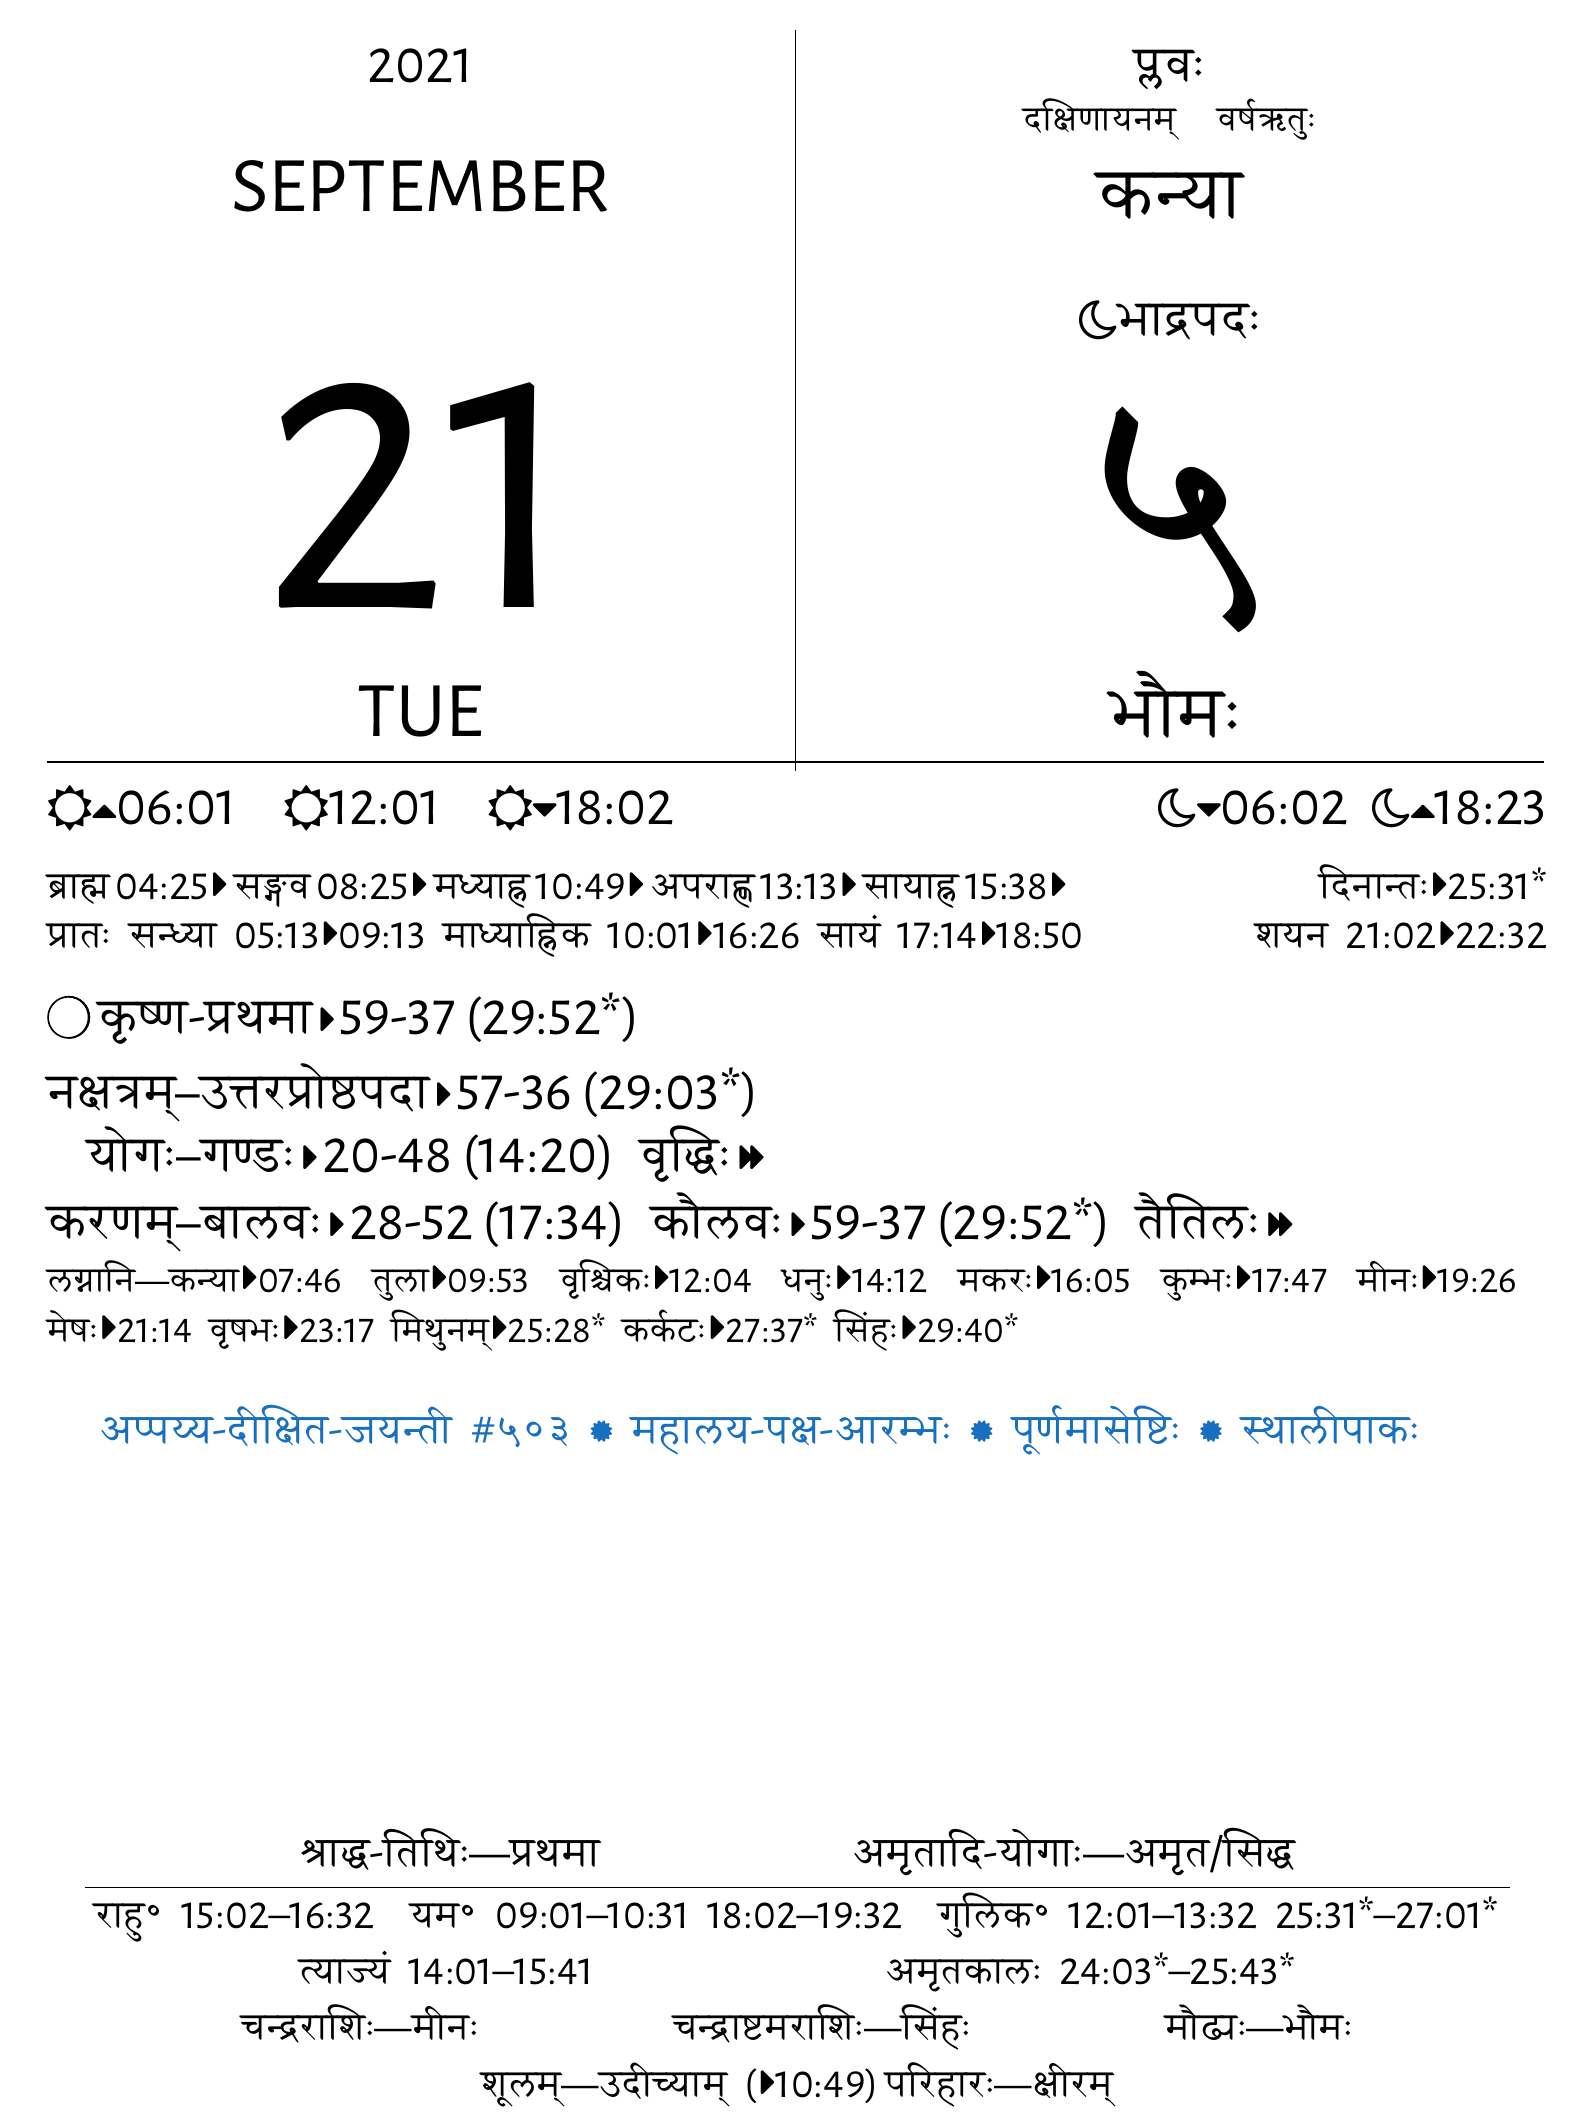 2021
SEPTEMBER
21
TUE
प्लवः
दक्षिणायनम् वर्षऋतुः
कन्या
भाद्रपदः
५
भौमः
06:01 12:01 18:02 06:02 18:23
ब्राह्म 04:25 सङ्गव 08:25 मध्याह्न 10:49 अपराह्ण 13:13 सायाह्न 15:38 दिनान्तः 25:31*
प्रातः सन्ध्या 05:13 09:13 माध्याह्निक 10:01 16:26 सायं 17:14 18:50 शयन 21:02 22:32
कृष्ण-प्रथमा 59-37 (29:52*)
नक्षत्रम्–उत्तरप्रोष्ठपदा 57-36 (29:03*)
योगः–गण्डः 20-48 (14:20) वृद्धिः
करणम्–बालवः 28-52 (17:34) कौलवः 59-37 (29:52*) तैतिलः
लग्नानि—कन्या 07:46 तुला 09:53 वृश्चिकः 12:04 धनुः 14:12 मकरः 16:05 कुम्भः 17:47 मीनः 19:26
मेषः 21:14 वृषभः 23:17 मिथुनम् 25:28* कर्कटः 27:37* सिंहः 29:40*
अप्पय्य-दीक्षित-जयन्ती #५०३ ✹ महालय-पक्ष-आरम्भः ✹ पूर्णमासेष्टिः ✹ स्थालीपाकः
श्राद्ध-तिथिः—प्रथमा अमृतादि-योगाः—अमृत/सिद्ध
राहु॰ 15:02–16:32 यम॰ 09:01–10:31 18:02–19:32 गुलिक॰ 12:01–13:32 25:31*–27:01*
त्याज्यं 14:01–15:41 अमृतकालः 24:03*–25:43*
चन्द्रराशिः—मीनः चन्द्राष्टमराशिः—सिंहः मौढ्यः—भौमः
शूलम्—उदीच्याम् (10:49) परिहारः—क्षीरम्